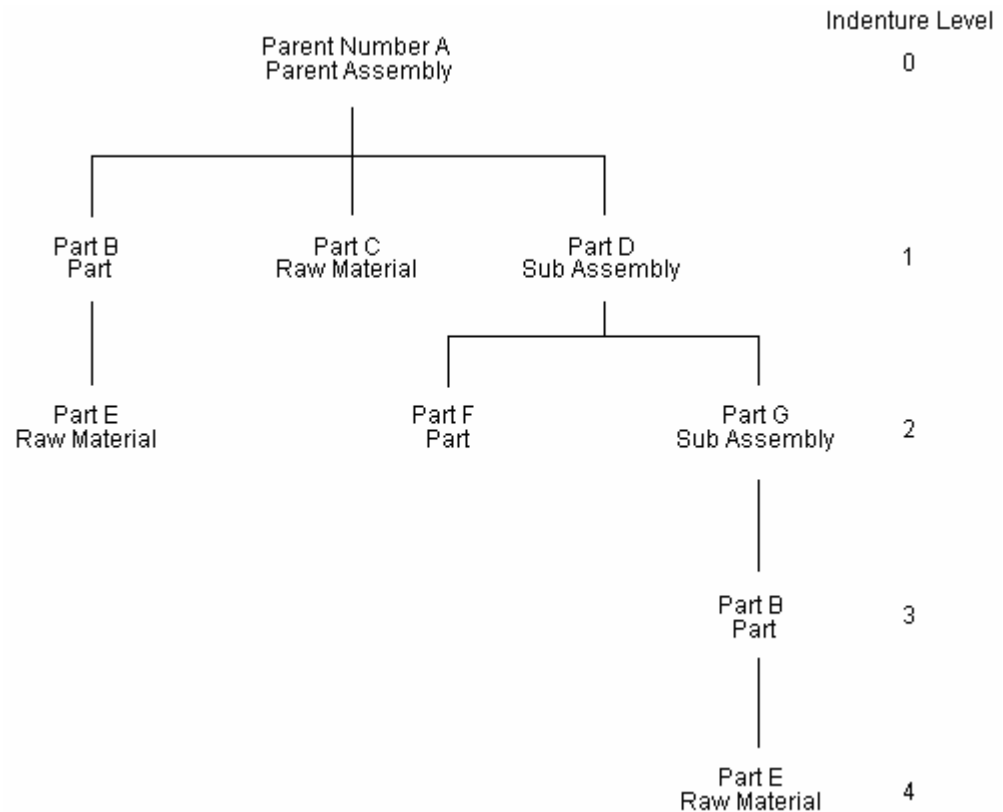 Indenture Level
Parent Number A
Parent Assembly
0
Part B
Part
Part C
Raw Material
Part D
Sub Assembly
1
Part E
Raw Material
Part F
Part
Part G
Sub Assembly
2
Part B
Part
3
Part E
Raw Material
4